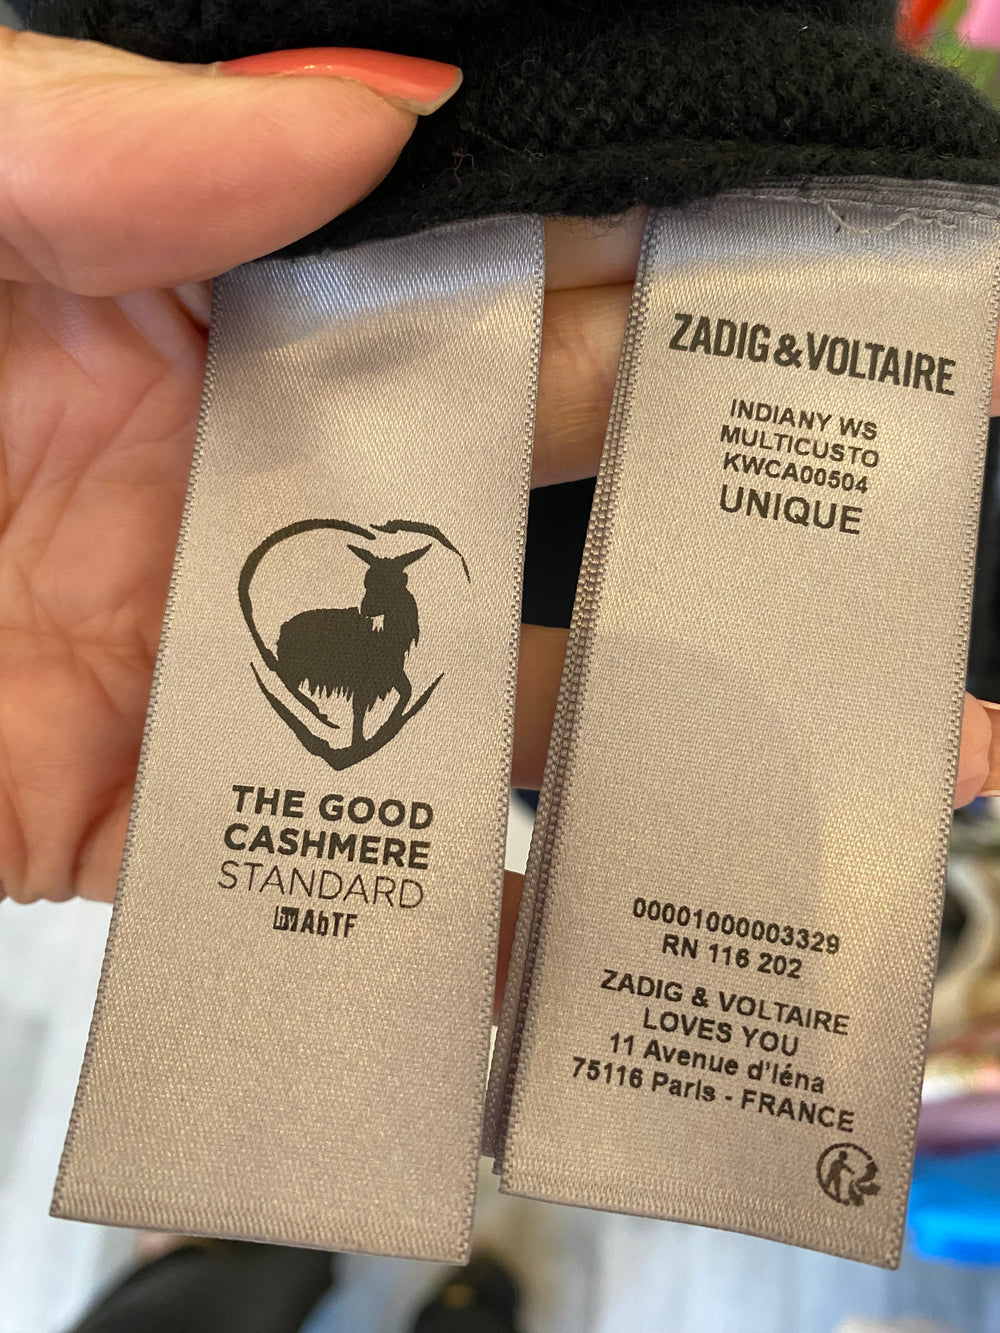 THE GOOD
CASHMERE
STANDARD
AbTF
ZADIG&VOLTAIRE
INDIANY WS
MULTICUSTO
KWCA00504
UNIQUE
00001000003329
RN 116 202
ZADIG & VOLTAIRE
LOVES YOU
11 Avenue d'Iéna
75116 Paris - FRANCE